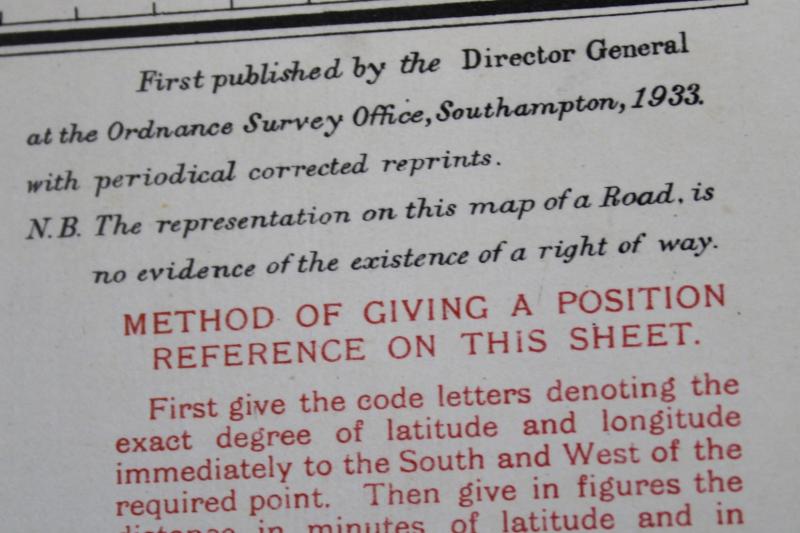 First published by the Director General
at the Ordnance Survey Office, Southampton, 1933.
with periodical corrected reprints.
N.B. The representation on this map of a Road, is
no evidence of the existence of a right of way.
METHOD OF GIVING A POSITION
REFERENCE ON THIS SHEET.
First give the code letters denoting the
exact degree of latitude and longitude
immediately to the South and West of the
required point. Then give in figures the
distance in minutes of latitude and in